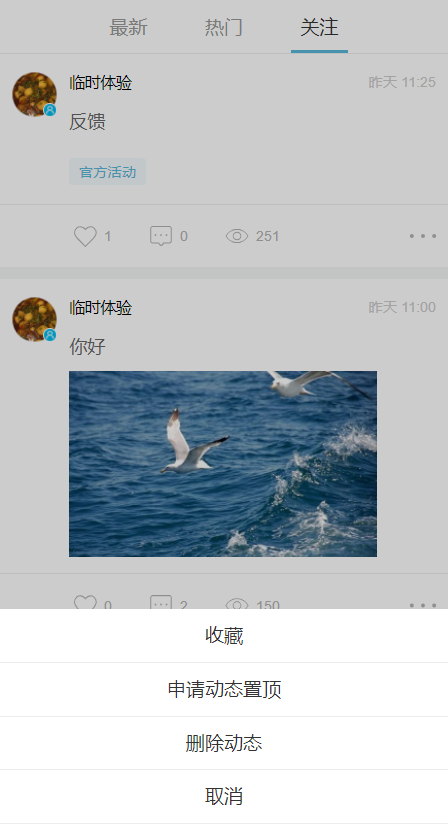 最新 热门 关注
临时体验 昨天 11:25
反馈
官方活动
1 0 251
临时体验 昨天 11:00
你好
0 2 150
收藏
申请动态置顶
删除动态
取消